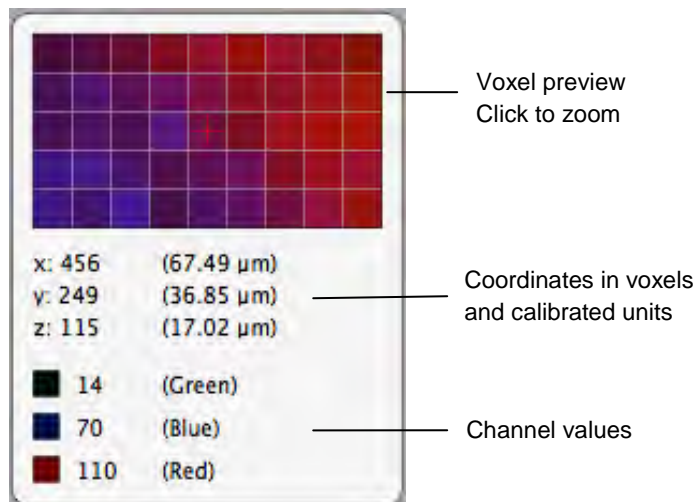 Voxel preview
Click to zoom
x: 456 (67.49 µm)
y: 249 (36.85 µm)
z: 115 (17.02 µm)
Coordinates in voxels
and calibrated units
14 (Green)
70 (Blue)
110 (Red)
Channel values